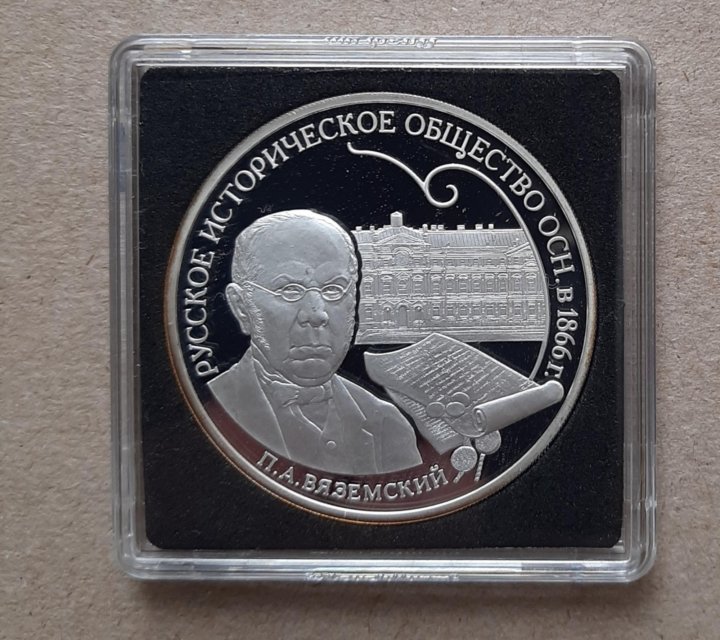 РУССКОЕ ИСТОРИЧЕСКОЕ ОБЩЕСТВО ОСН. В 1866 г.
П. А. ВЯЗЕМСКИЙ